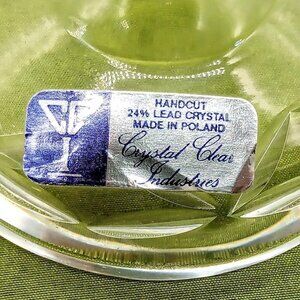 HANDCUT
24% LEAD CRYSTAL
MADE IN POLAND
Crystal Clear
Industries